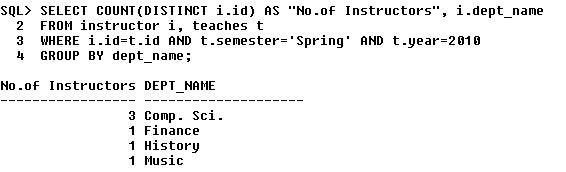 SQL> SELECT COUNT(DISTINCT i.id) AS "No.of Instructors", i.dept_name
  2  FROM instructor i, teaches t
  3  WHERE i.id=t.id AND t.semester='Spring' AND t.year=2010
  4  GROUP BY dept_name;
No.of Instructors DEPT_NAME
----------------- --------------------
                3 Comp. Sci.
                1 Finance
                1 History
                1 Music